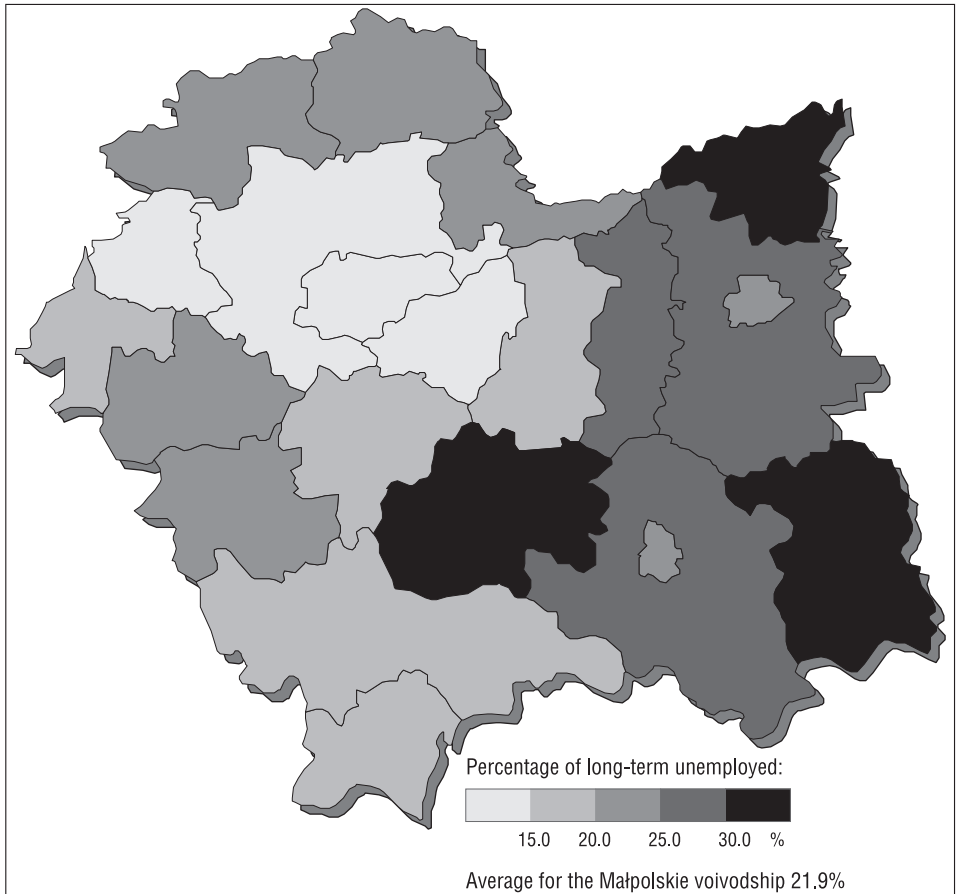 Percentage of long-term unemployed:
15.0 20.0 25.0 30.0 %
Average for the Małpolskie voivodship 21.9%